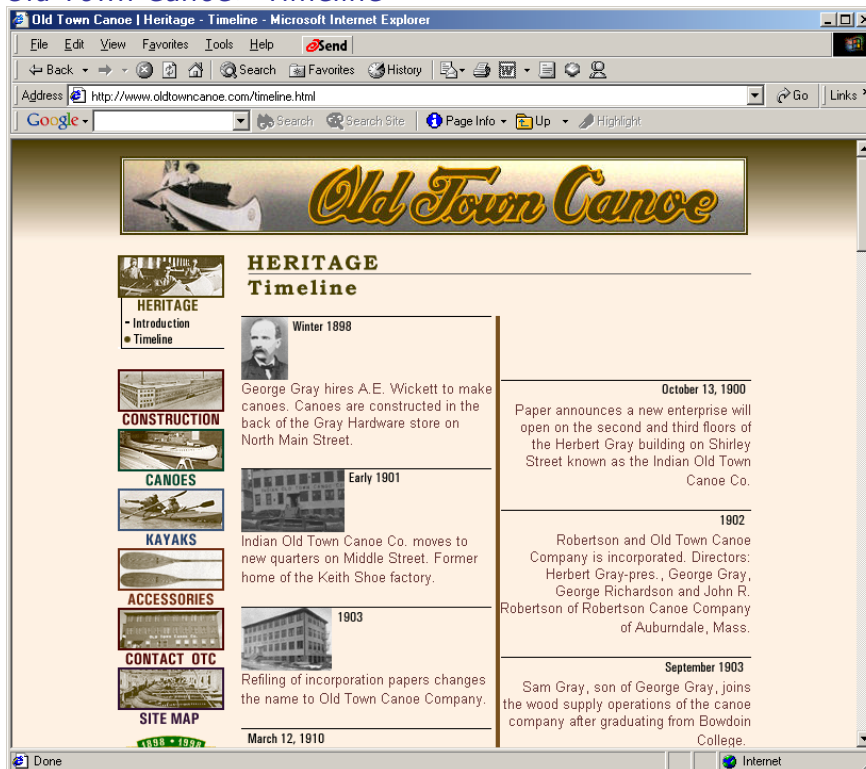 Old Town Canoe | Heritage - Timeline - Microsoft Internet Explorer
File Edit View Favorites Tools Help Send
Back Search Favorites History
Address http://www.oldtowncanoe.com/timeline.html Go Links
Google Search Search Site Page Info Up Highlight
Old Town Canoe
HERITAGE
Timeline
HERITAGE
- Introduction
• Timeline
CONSTRUCTION
CANOES
KAYAKS
ACCESSORIES
CONTACT OTC
SITE MAP
1898 • 1998
Winter 1898
George Gray hires A.E. Wickett to make
canoes. Canoes are constructed in the
back of the Gray Hardware store on
North Main Street.
October 13, 1900
Paper announces a new enterprise will
open on the second and third floors of
the Herbert Gray building on Shirley
Street known as the Indian Old Town
Canoe Co.
Early 1901
Indian Old Town Canoe Co. moves to
new quarters on Middle Street. Former
home of the Keith Shoe factory.
1902
Robertson and Old Town Canoe
Company is incorporated. Directors:
Herbert Gray-pres., George Gray,
George Richardson and John R.
Robertson of Robertson Canoe Company
of Auburndale, Mass.
1903
Refiling of incorporation papers changes
the name to Old Town Canoe Company.
September 1903
Sam Gray, son of George Gray, joins
the wood supply operations of the canoe
company after graduating from Bowdoin
College.
March 12, 1910
Done Internet